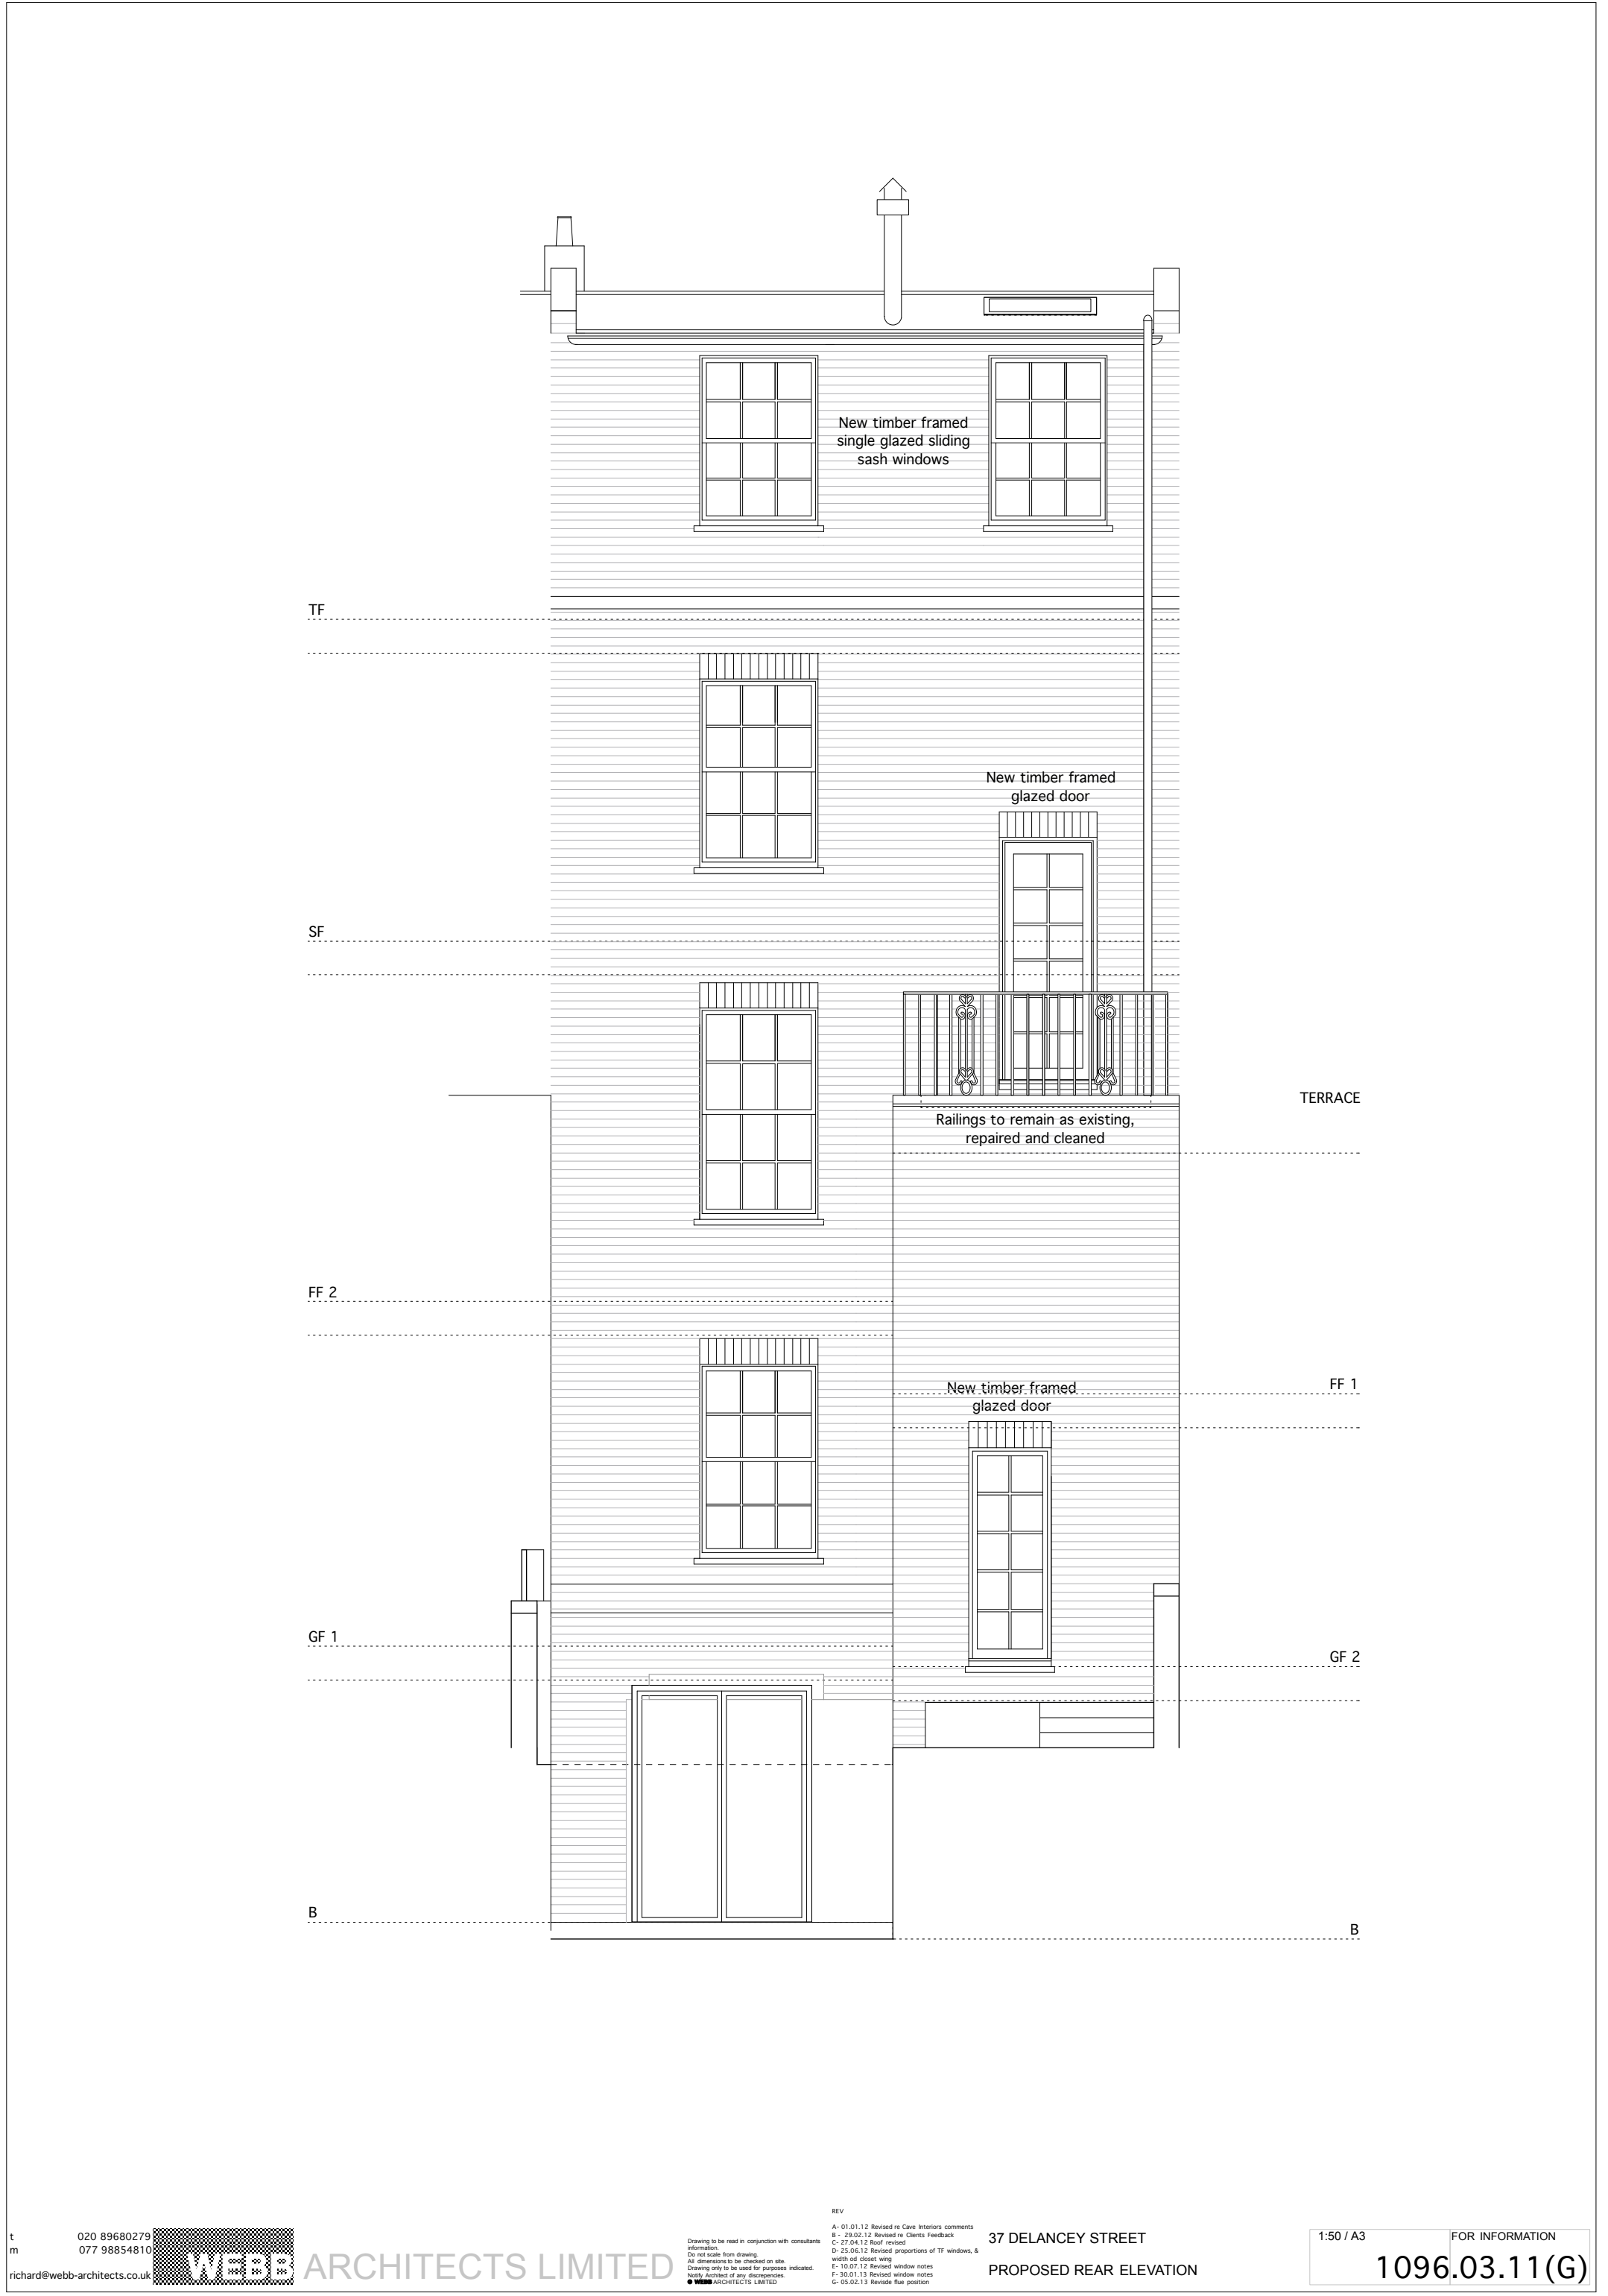 New timber framed
single glazed sliding
sash windows
TF
New timber framed
glazed door
SF
TERRACE
Railings to remain as existing,
repaired and cleaned
FF 2
FF 1
New timber framed
glazed door
GF 1
GF 2
B
B
REV
A- 01.01.12 Revised re Cave Interiors comments
B - 29.02.12 Revised re Clients Feedback
C- 27.04.12 Roof revised
D- 25.06.12 Revised proportions of TF windows, &
width od closet wing
E- 10.07.12 Revised window notes
F- 30.01.13 Revised window notes
G- 05.02.13 Reviside flue position
t 020 89680279
m 077 98854810
richard@webb-architects.co.uk
WEBB ARCHITECTS LIMITED
Drawing to be read in conjunction with consultants
information.
Do not scale from drawing.
All dimensions to be checked on site.
Drawing only to be used for purposes indicated.
Notify Architect of any discrepencies.
WEBB ARCHITECTS LIMITED
37 DELANCEY STREET
PROPOSED REAR ELEVATION
1:50 / A3
FOR INFORMATION
1096.03.11(G)